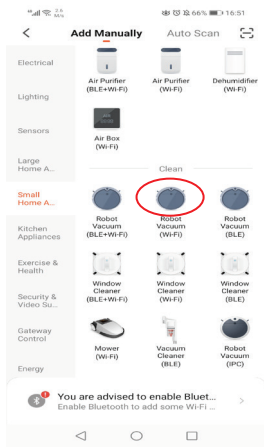 46 2.6 M/s 66% 16:51
Add Manually Auto Scan
Electrical
Lighting
Sensors
Large
Home A...
Small
Home A...
Kitchen
Appliances
Exercise &
Health
Security &
Video Su...
Gateway
Control
Energy
Air Purifier
(BLE+Wi-Fi)
Air Purifier
(Wi-Fi)
Dehumidifier
(Wi-Fi)
Air Box
(Wi-Fi)
Clean
Robot
Vacuum
(BLE+Wi-Fi)
Robot
Vacuum
(Wi-Fi)
Robot
Vacuum
(BLE)
Window
Cleaner
(BLE+Wi-Fi)
Window
Cleaner
(Wi-Fi)
Window
Cleaner
(BLE)
Mower
(Wi-Fi)
Vacuum
Cleaner
(BLE)
Robot
Vacuum
(IPC)
You are advised to enable Bluet...
Enable Bluetooth to add some Wi-Fi ...